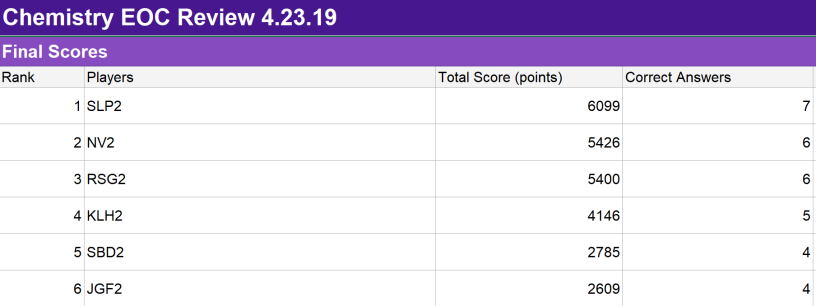 Chemistry EOC Review 4.23.19
Final Scores
Rank Players Total Score (points) Correct Answers
1 SLP2 6099 7
2 NV2 5426 6
3 RSG2 5400 6
4 KLH2 4146 5
5 SBD2 2785 4
6 JGF2 2609 4